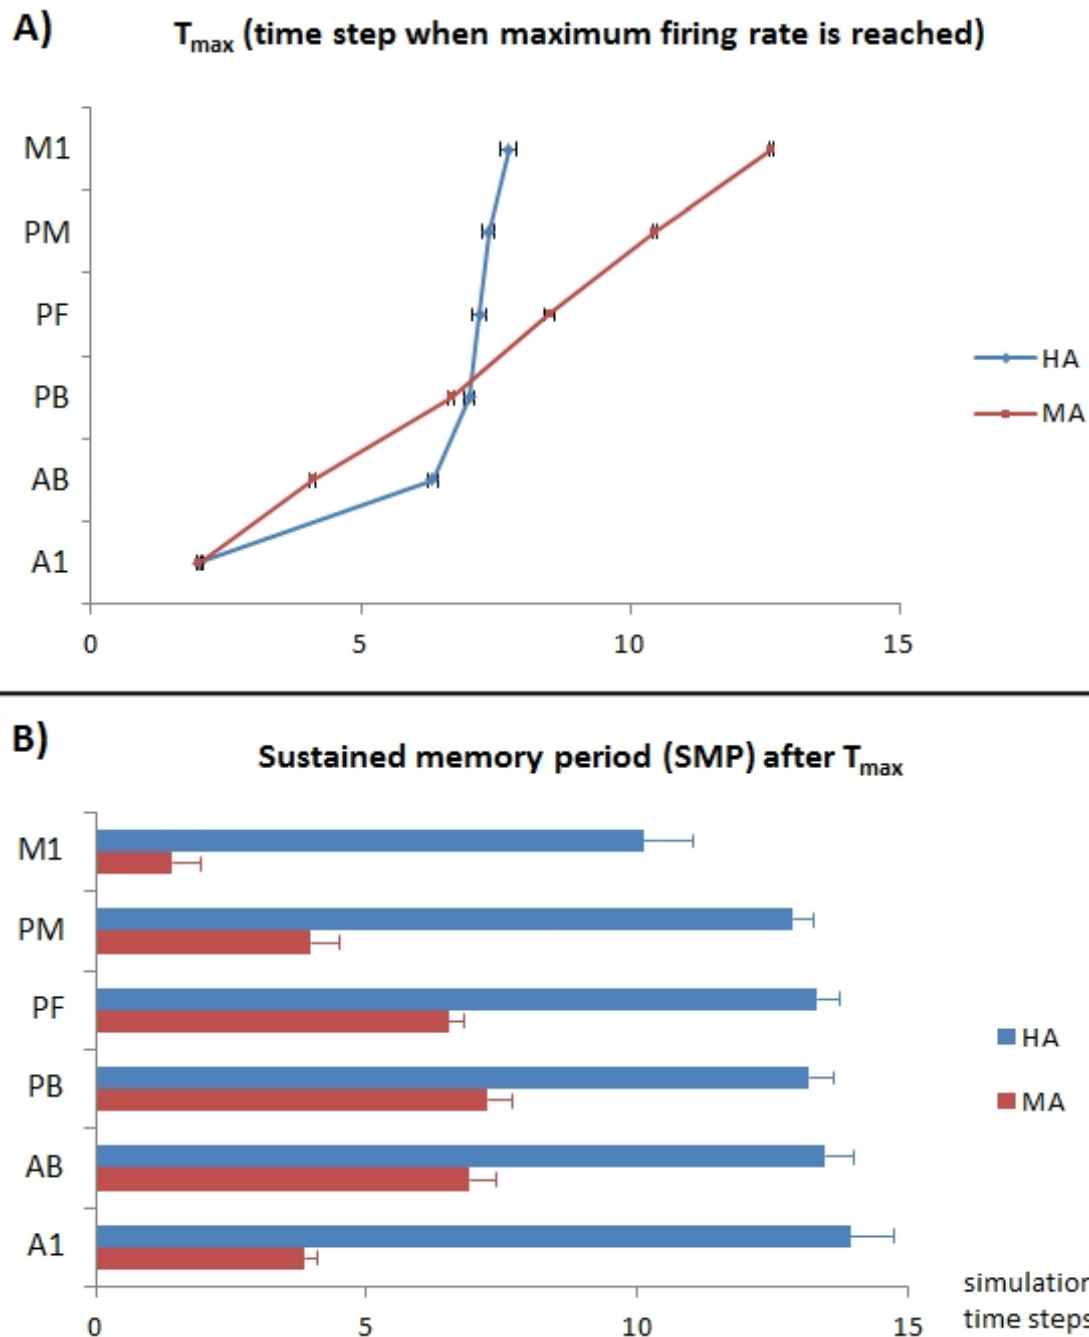 A)
Tmax (time step when maximum firing rate is reached)
M1
PM
PF
PB
AB
A1
HA
MA
0 5 10 15
B)
Sustained memory period (SMP) after Tmax
M1
PM
PF
PB
AB
A1
HA
MA
simulation
time steps
0 5 10 15